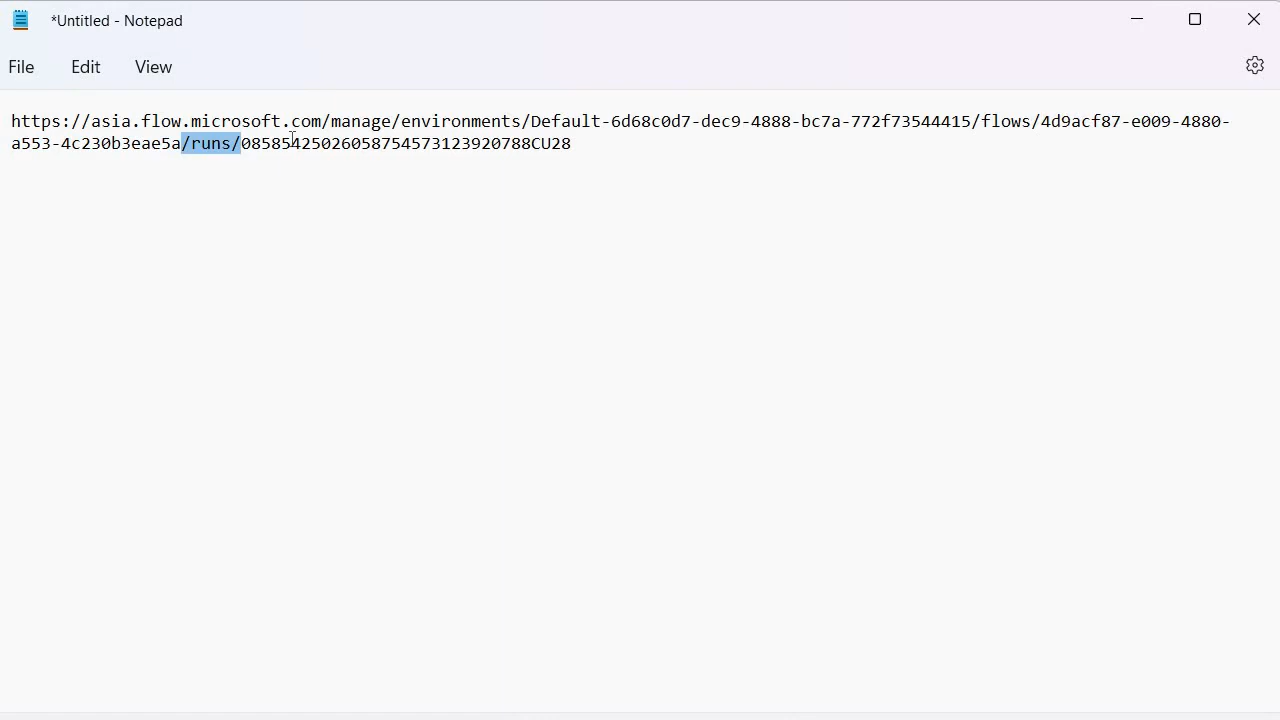 *Untitled - Notepad
File Edit View
https://asia.flow.microsoft.com/manage/environments/Default-6d68c0d7-dec9-4888-bc7a-772f73544415/flows/4d9acf87-e009-4880-
a553-4c230b3eae5a/runs/08585425026058754573123920788CU28